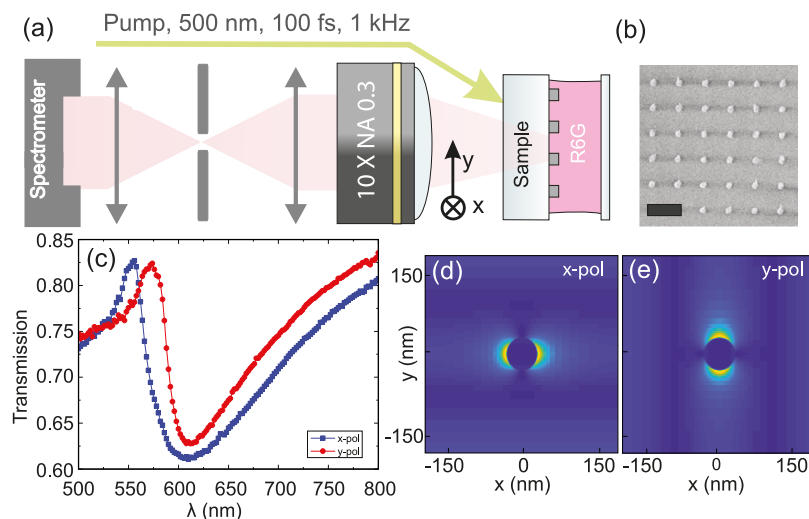 (a)
Pump, 500 nm, 100 fs, 1 kHz
(b)
Spectrometer
10 X NA 0.3
y
x
Sample
R6G
(c)
0.85
0.80
0.75
0.70
0.65
0.60
Transmission
x-pol
y-pol
500 550 600 650 700 750 800
λ (nm)
(d) x-pol
150
-150
y (nm)
-150 0 150
x (nm)
(e) y-pol
-150 0 150
x (nm)